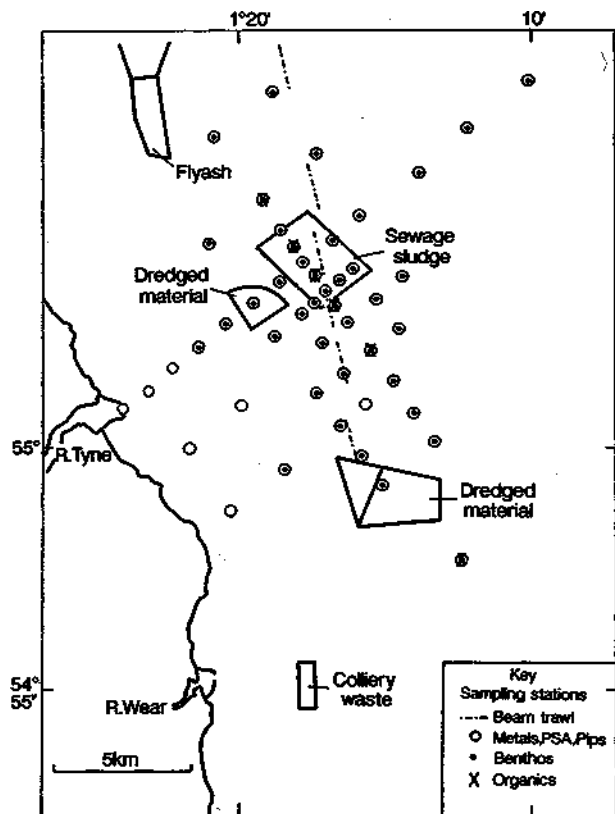 1°20'
10'
Flyash
Sewage
sludge
Dredged
material
R.Tyne
55°
Dredged
material
Colliery
waste
54°
55'
R.Wear
5km
Key
Sampling stations
Beam trawl
Metals,PSA,Pips
Benthos
Organics